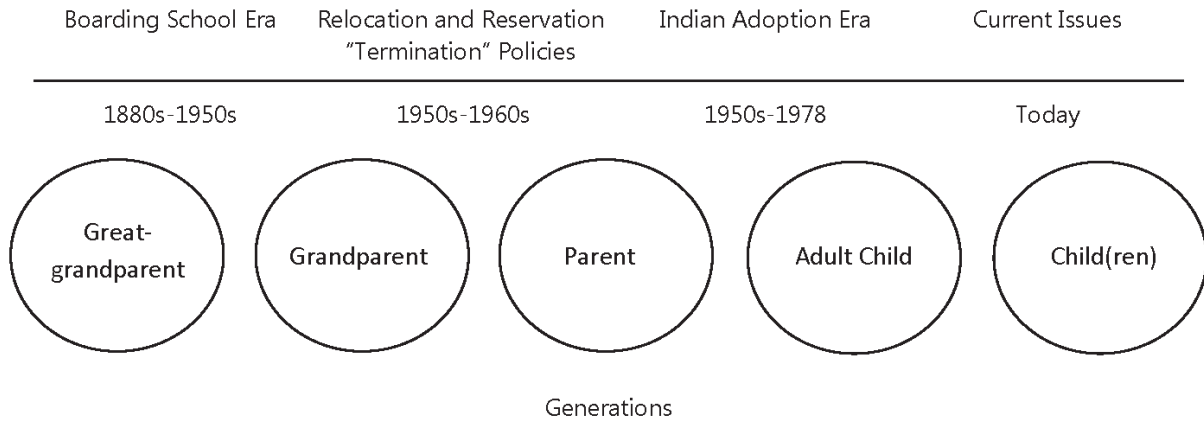 Boarding School Era
Relocation and Reservation
"Termination" Policies
Indian Adoption Era
Current Issues
1880s-1950s
1950s-1960s
1950s-1978
Today
Great-
grandparent
Grandparent
Parent
Adult Child
Child(ren)
Generations